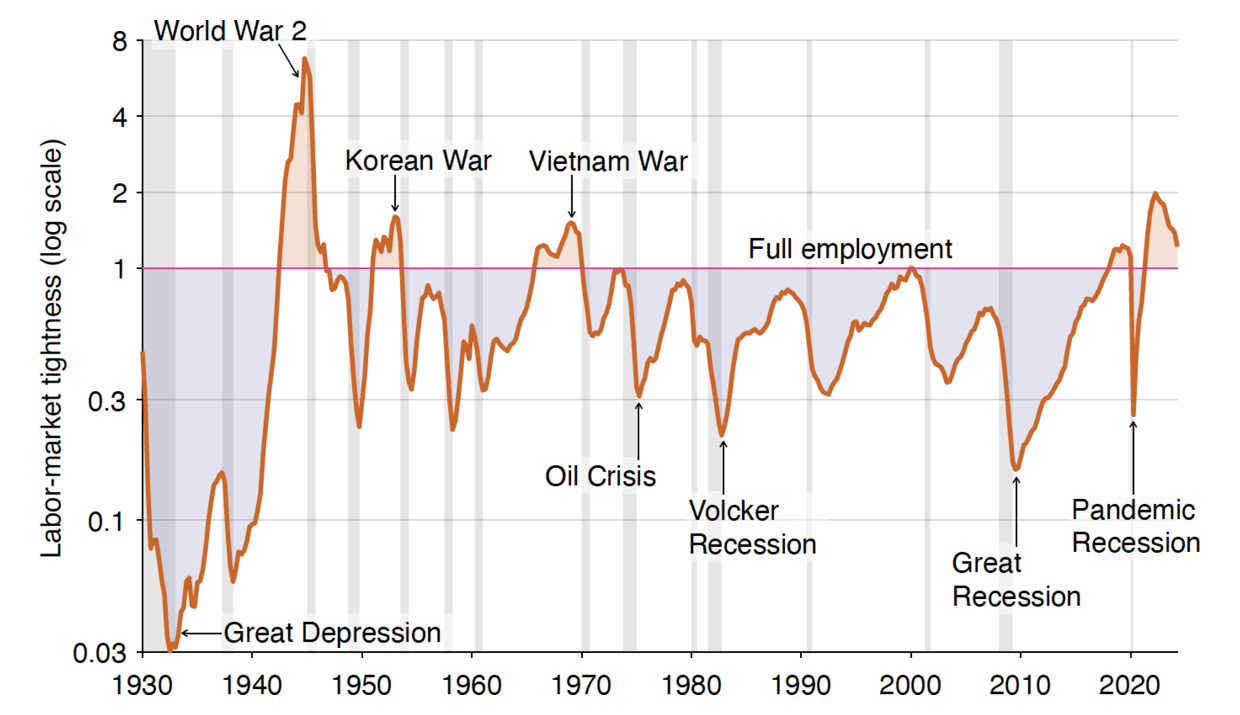 World War 2
8
4
Korean War
Vietnam War
2
Full employment
1
Labor-market tightness (log scale)
0.3
Oil Crisis
Volcker
Recession
0.1
Pandemic
Recession
Great
Recession
Great Depression
0.03
1930 1940 1950 1960 1970 1980 1990 2000 2010 2020